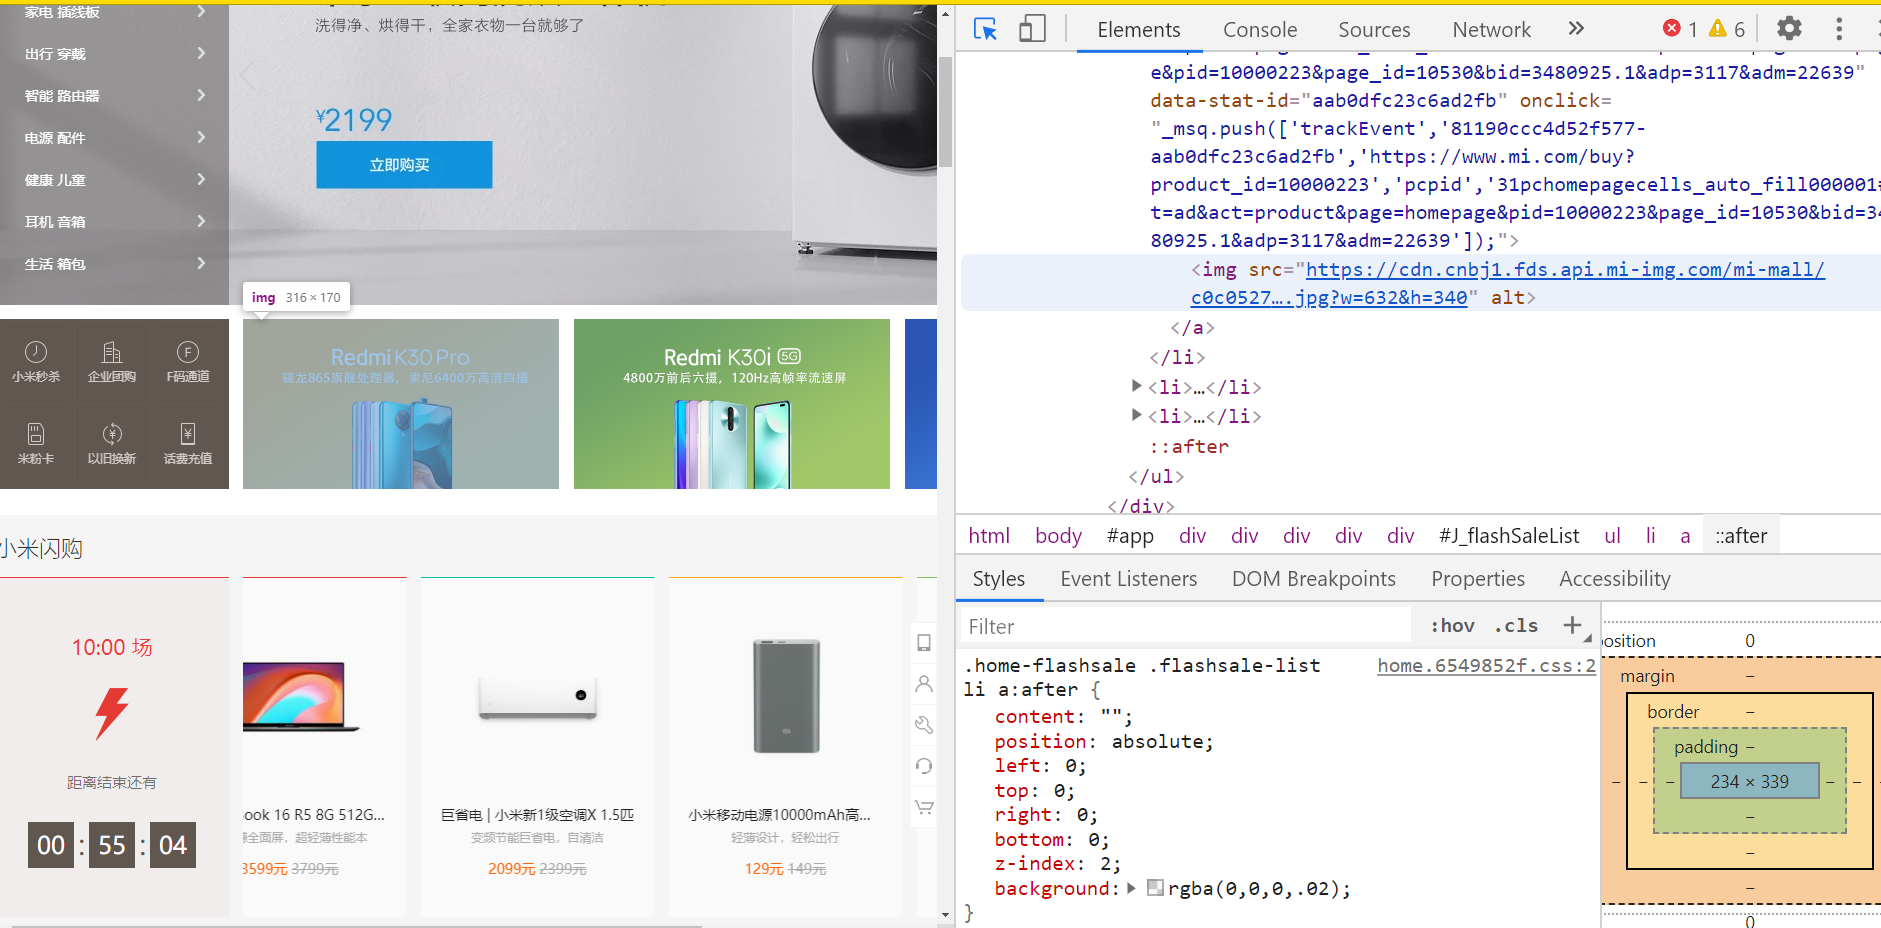 家电 插线板
出行 穿戴
智能 路由器
电源 配件
健康 儿童
耳机 音箱
生活 箱包
洗得净、烘得干，全家衣物一台就够了
¥2199
立即购买
img 316 × 170
小米秒杀
企业团购
F码通道
米粉卡
以旧换新
话费充值
Redmi K30 Pro
骁龙865旗舰处理器，索尼6400万高清四摄
Redmi K30i 5G
4800万前后六摄，120Hz高帧率流速屏
小米闪购
10:00 场
距离结束还有
00 : 55 : 04
ook 16 R5 8G 512G...
全面屏，超轻薄性能本
3599元 3799元
巨省电 | 小米新1级空调X 1.5匹
变频节能巨省电，自清洁
2099元 2399元
小米移动电源10000mAh高...
轻薄设计，轻松出行
129元 149元
Elements Console Sources Network » 1 6
e&pid=10000223&page_id=10530&bid=3480925.1&adp=3117&adm=22639"
data-stat-id="aab0dfc23c6ad2fb" onclick=
"_msq.push(['trackEvent','81190ccc4d52f577-
aab0dfc23c6ad2fb','https://www.mi.com/buy?
product_id=10000223','pcpid','31pchomepagecells_auto_fill000001#
t=ad&act=product&page=homepage&pid=10000223&page_id=10530&bid=34
80925.1&adp=3117&adm=22639']);">
<img src="https://cdn.cnbj1.fds.api.mi-img.com/mi-mall/
c0c0527….jpg?w=632&h=340" alt>
</a>
</li>
<li>…</li>
<li>…</li>
::after
</ul>
</div>
html body #app div div div div div #J_flashSaleList ul li a ::after
Styles Event Listeners DOM Breakpoints Properties Accessibility
Filter :hov .cls +
.home-flashsale .flashsale-list home.6549852f.css:2
li a:after {
content: "";
position: absolute;
left: 0;
top: 0;
right: 0;
bottom: 0;
z-index: 2;
background: rgba(0,0,0,.02);
}
position 0
margin –
border –
padding –
– – – 234 × 339 – – –
–
–
–
0